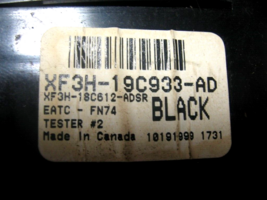 XF3H-19C933-AD
XF3H-18C612-ADSR
EATC - FN74 BLACK
TESTER #2
Made In Canada 10191999 1731